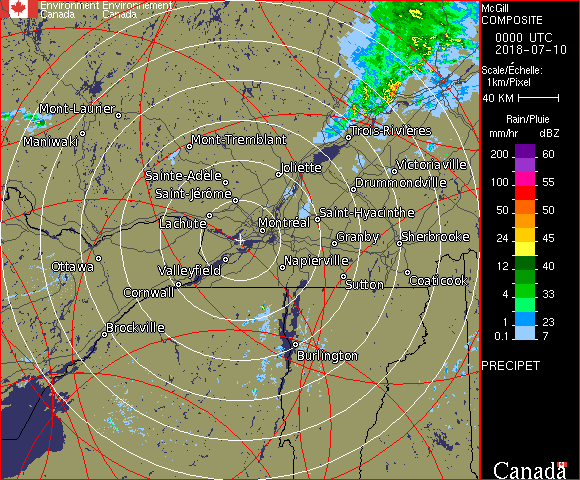 Environment Environnement
Canada Canada
McGill
COMPOSITE
0000 UTC
2018-07-10
Scale/Échelle:
1km/Pixel
40 KM
Rain/Pluie
mm/hr dBZ
200 60
100 55
50 50
24 45
12 40
4 33
1 23
0.1 7
PRECIPET
Canada
Mont-Laurier
Maniwaki
Mont-Tremblant
Trois-Rivières
Sainte-Adèle
Joliette
Victoriaville
Saint-Jérôme
Drummondville
Lachute
Montréal
Saint-Hyacinthe
Granby
Sherbrooke
Ottawa
Valleyfield
Napierville
Cornwall
Sutton
Coaticook
Brockville
Burlington